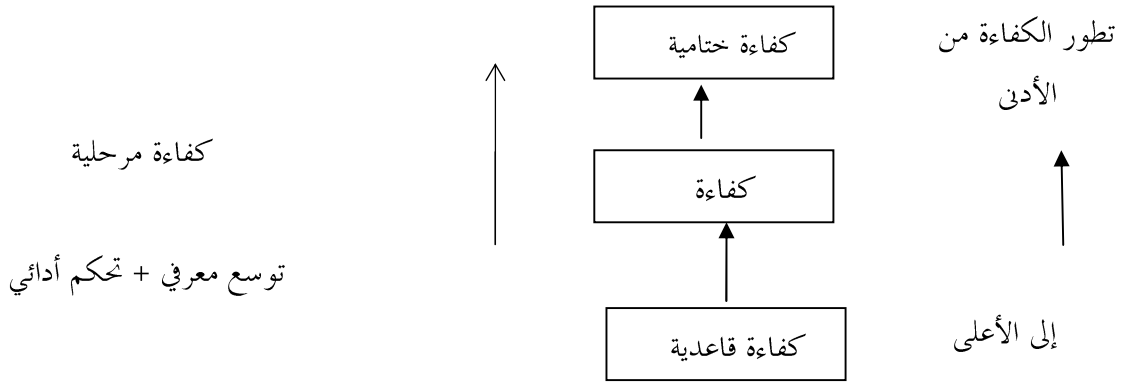 تطور الكفاءة من
الأدنى
إلى الأعلى
كفاءة ختامية
كفاءة
كفاءة قاعدية
كفاءة مرحلية
توسع معرفي + تحكم أدائي